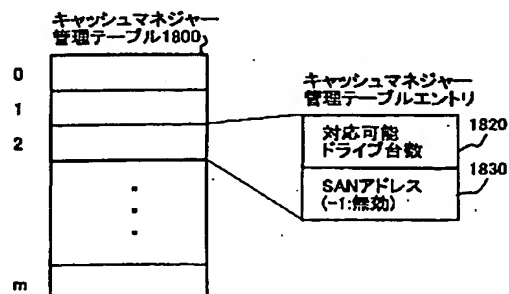 キャッシュマネジャー
管理テーブル1800
0
1
2
m
キャッシュマネジャー
管理テーブルエントリ
対応可能
ドライブ台数
1820
SANアドレス
(-1:無効)
1830